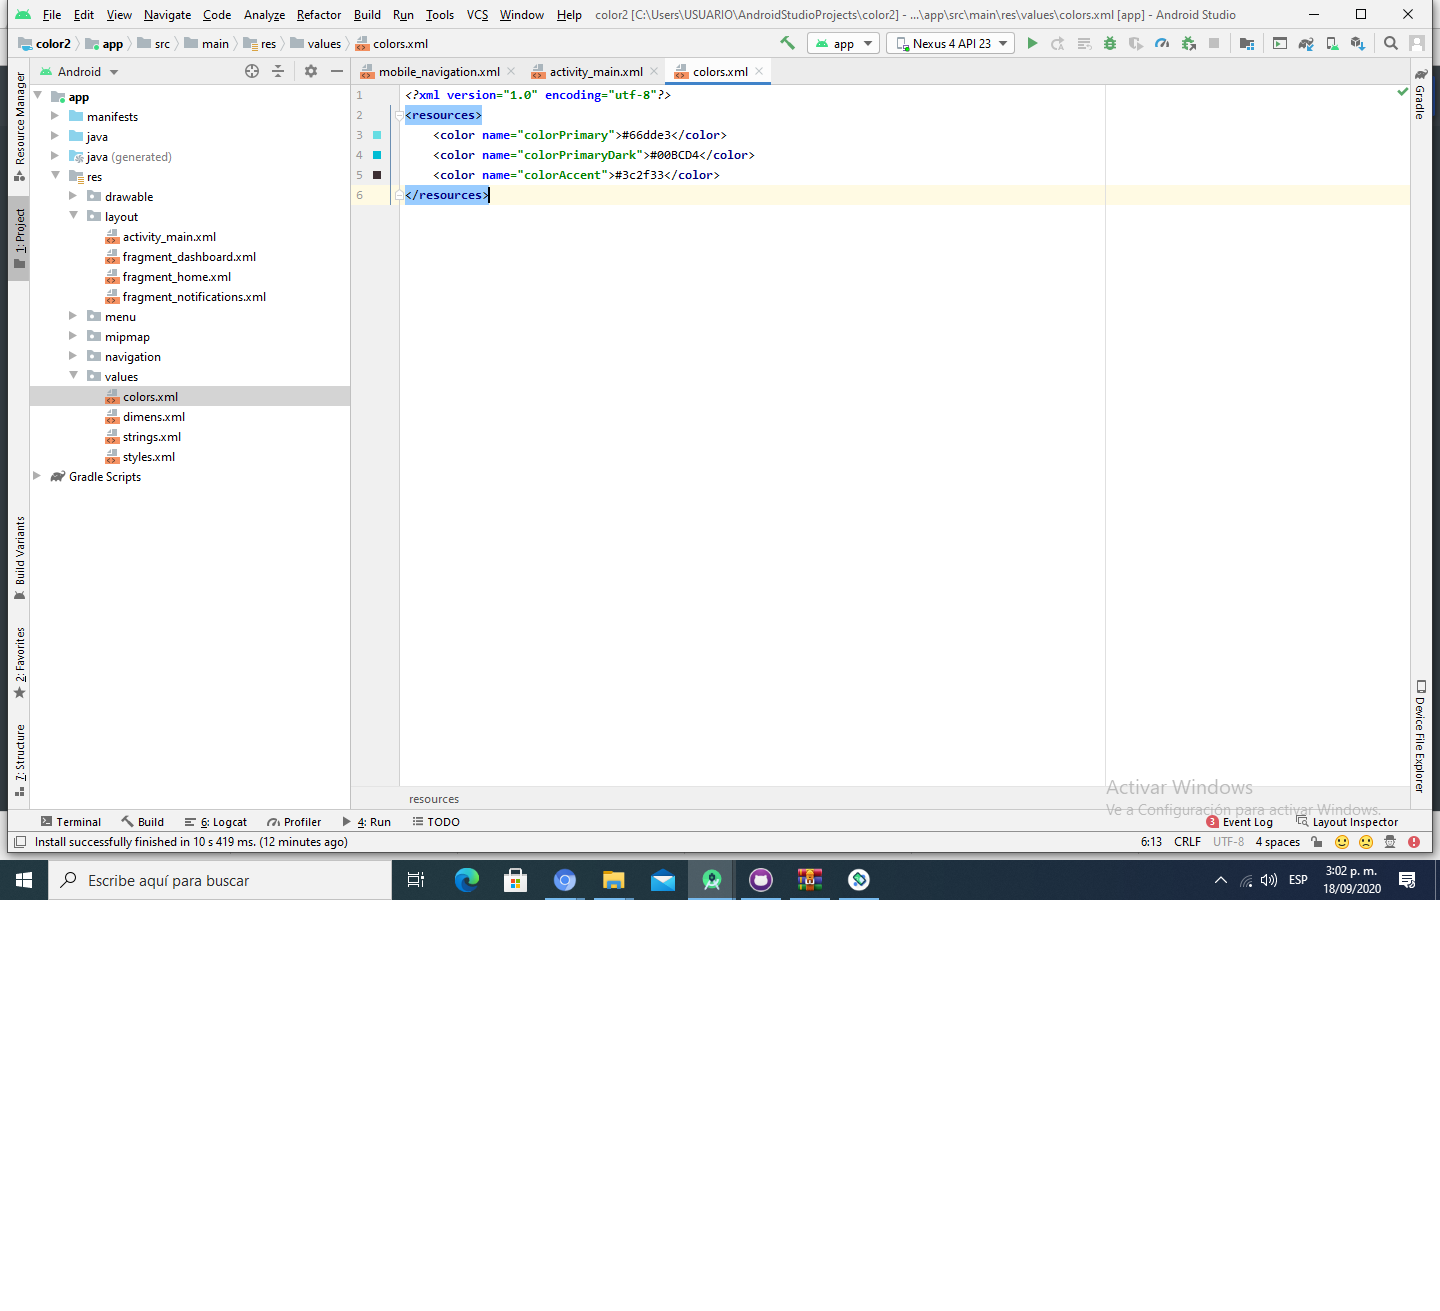 File Edit View Navigate Code Analyze Refactor Build Run Tools VCS Window Help color2 [C:\Users\USUARIO\AndroidStudioProjects\color2] - ...\app\src\main\res\values\colors.xml [app] - Android Studio
color2 app src main res values colors.xml app Nexus 4 API 23
Android
mobile_navigation.xml activity_main.xml colors.xml
Resource Manager
1: Project
Build Variants
2: Favorites
7: Structure
app
manifests
java
java (generated)
res
drawable
layout
activity_main.xml
fragment_dashboard.xml
fragment_home.xml
fragment_notifications.xml
menu
mipmap
navigation
values
colors.xml
dimens.xml
strings.xml
styles.xml
Gradle Scripts
1 <?xml version="1.0" encoding="utf-8"?>
2 <resources>
3 <color name="colorPrimary">#66dde3</color>
4 <color name="colorPrimaryDark">#00BCD4</color>
5 <color name="colorAccent">#3c2f33</color>
6 </resources>
Gradle
Device File Explorer
Activar Windows
Ve a Configuración para activar Windows.
resources
Terminal Build 6: Logcat Profiler 4: Run TODO 3 Event Log Layout Inspector
Install successfully finished in 10 s 419 ms. (12 minutes ago) 6:13 CRLF UTF-8 4 spaces
Escribe aquí para buscar ESP 3:02 p. m.
18/09/2020